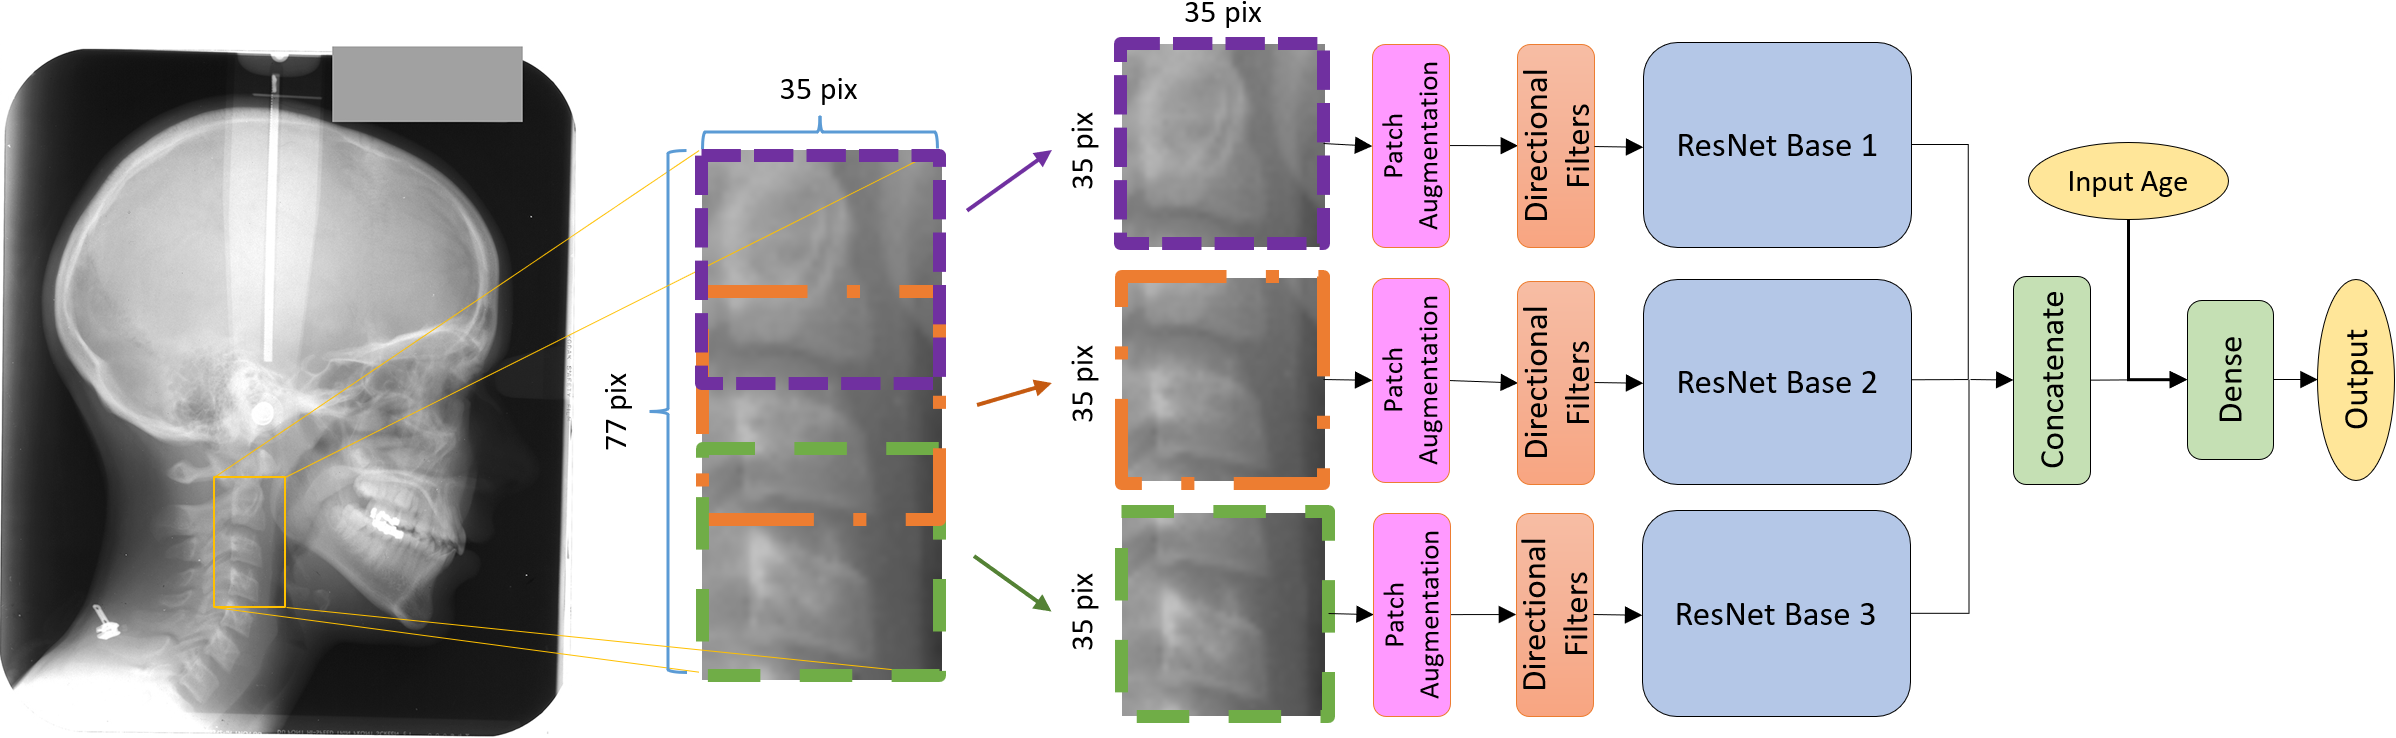 35 pix
77 pix
35 pix
35 pix
35 pix
35 pix
Patch
Augmentation
Directional
Filters
ResNet Base 1
Patch
Augmentation
Directional
Filters
ResNet Base 2
Patch
Augmentation
Directional
Filters
ResNet Base 3
Input Age
Concatenate
Dense
Output